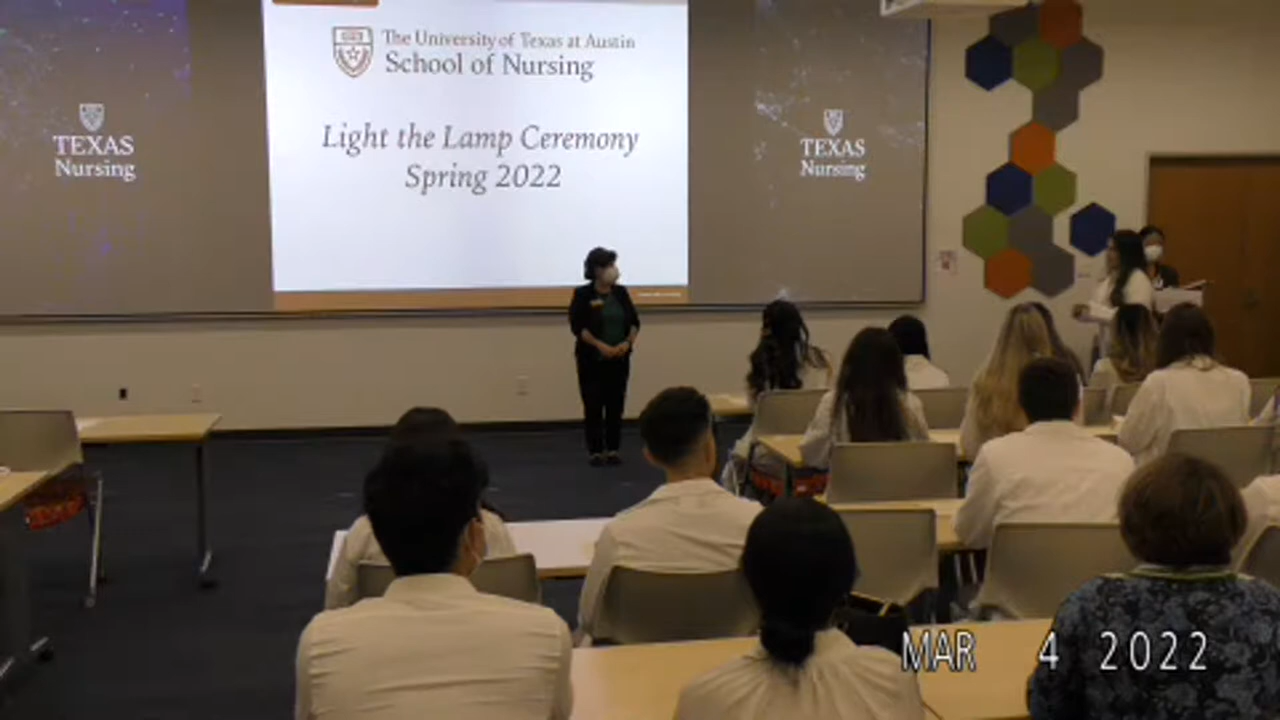 The University of Texas at Austin
School of Nursing
Light the Lamp Ceremony
Spring 2022
TEXAS
Nursing
TEXAS
Nursing
MAR 4 2022